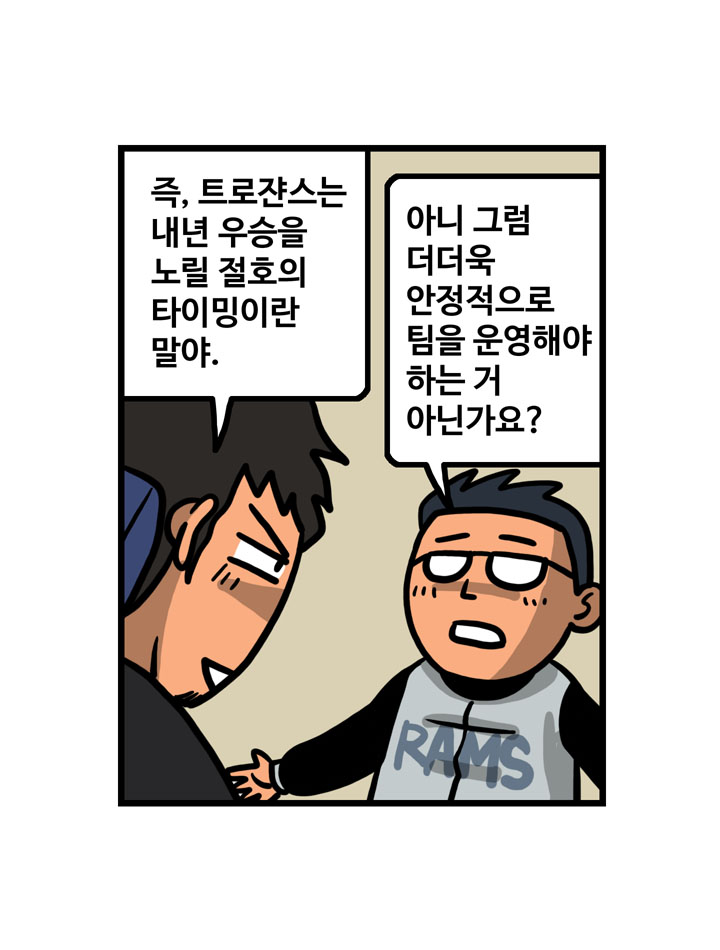 즉, 트로쟌스는
내년 우승을
노릴 절호의
타이밍이란
말야.
아니 그럼
더더욱
안정적으로
팀을 운영해야
하는 거
아닌가요?
RAMS